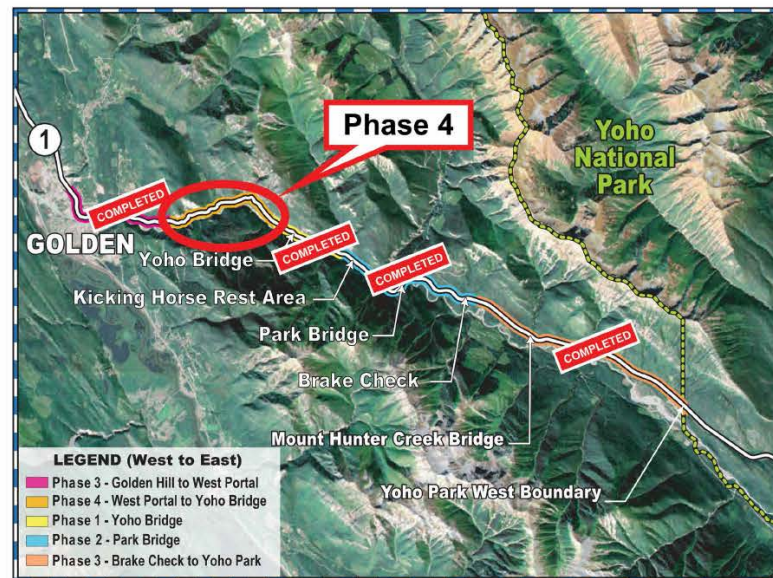 Phase 4
1
Yoho
National
Park
COMPLETED
GOLDEN
Yoho Bridge
COMPLETED
Kicking Horse Rest Area
COMPLETED
Park Bridge
Brake Check
COMPLETED
Mount Hunter Creek Bridge
Yoho Park West Boundary
LEGEND (West to East)
Phase 3 - Golden Hill to West Portal
Phase 4 - West Portal to Yoho Bridge
Phase 1 - Yoho Bridge
Phase 2 - Park Bridge
Phase 3 - Brake Check to Yoho Park